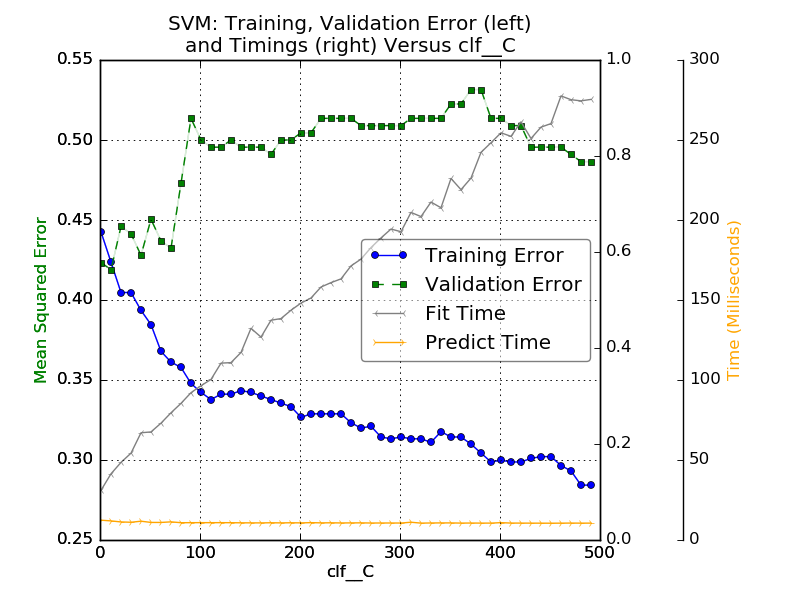 SVM: Training, Validation Error (left)
and Timings (right) Versus clf__C
Mean Squared Error
0.55
0.50
0.45
0.40
0.35
0.30
0.25
0
100
200
300
400
500
clf__C
Training Error
Validation Error
Fit Time
Predict Time
1.0
0.8
0.6
0.4
0.2
0.0
300
250
200
150
100
50
0
Time (Milliseconds)